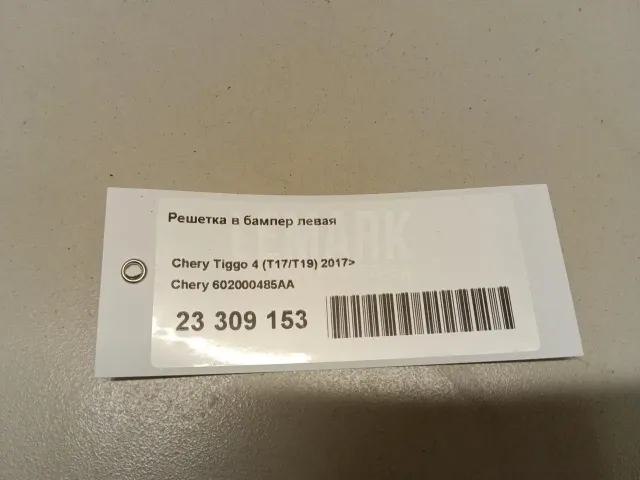 Решетка в бампер левая
Chery Tiggo 4 (T17/T19) 2017>
Chery 602000485AA
23 309 153